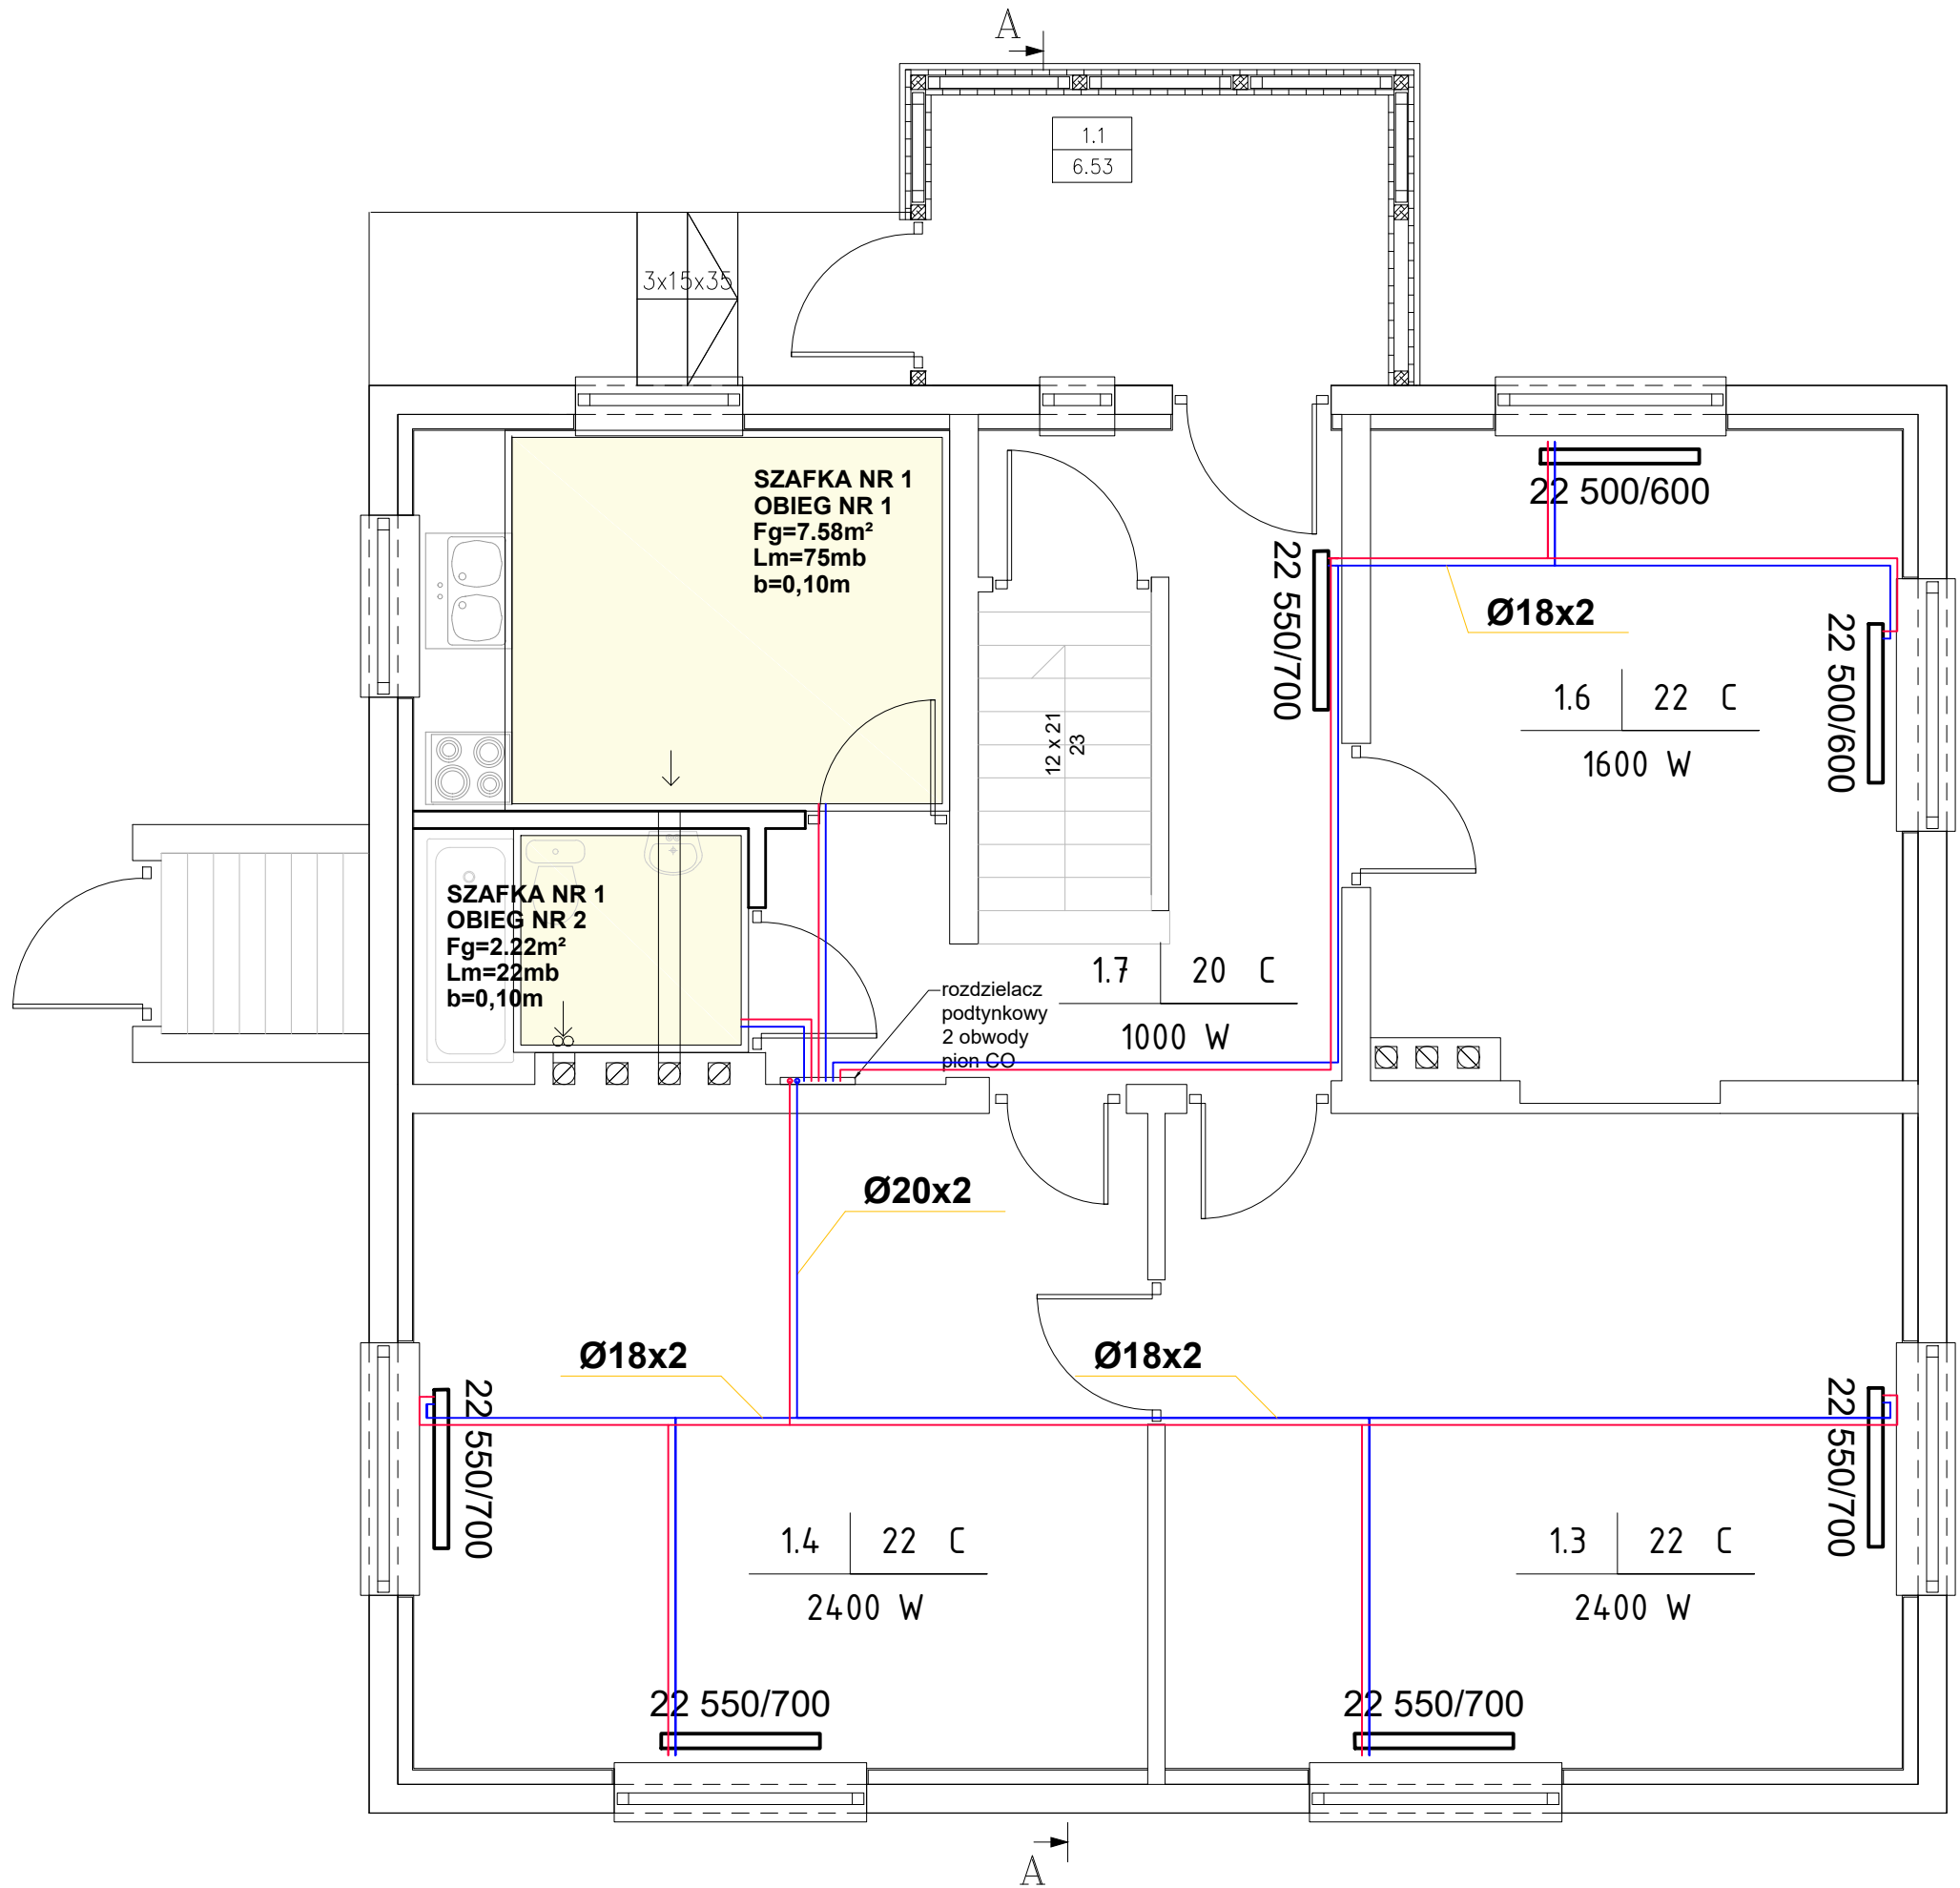 A
1.1
6.53
3x15x35
SZAFKA NR 1
OBIEG NR 1
Fg=7.58m²
Lm=75mb
b=0,10m
22 500/600
22 550/700
Ø18x2
22 500/600
1.6 22 C
1600 W
12 x 21
23
SZAFKA NR 1
OBIEG NR 2
Fg=2.22m²
Lm=22mb
b=0,10m
1.7 20 C
1000 W
rozdzielacz
podtynkowy
2 obwody
pion CO
Ø20x2
Ø18x2
Ø18x2
22 550/700
22 550/700
1.4 22 C
2400 W
1.3 22 C
2400 W
22 550/700
22 550/700
A